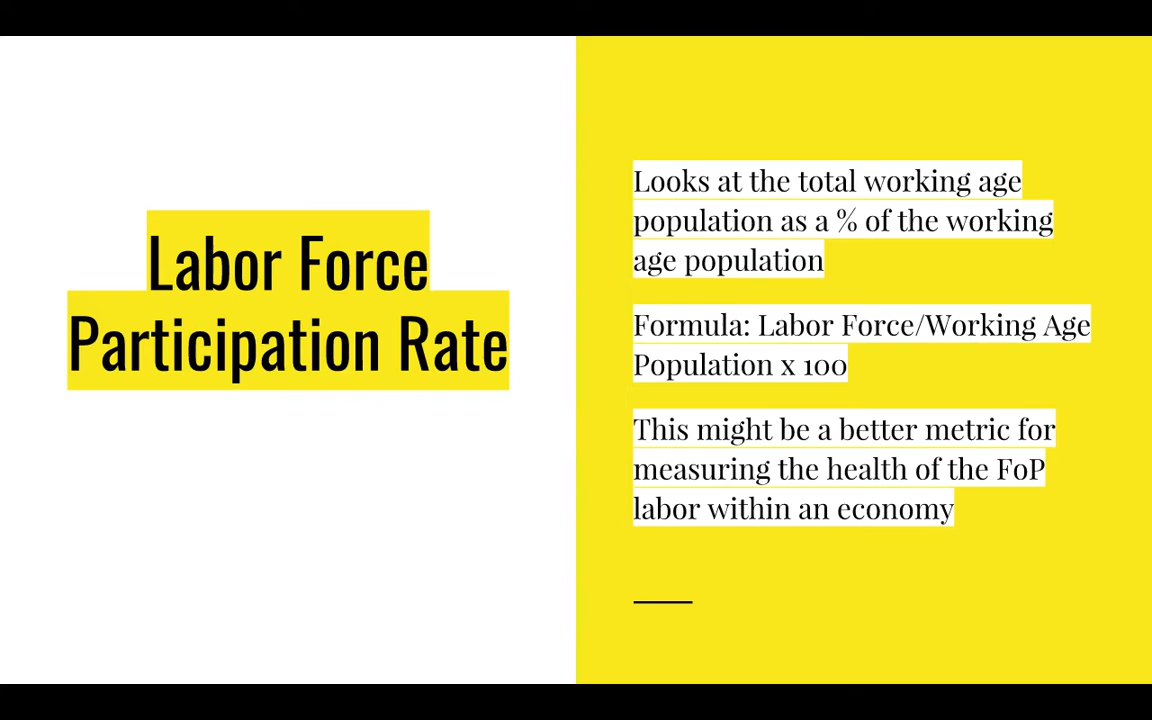 Labor Force
Participation Rate
Looks at the total working age
population as a % of the working
age population
Formula: Labor Force/Working Age
Population x 100
This might be a better metric for
measuring the health of the FoP
labor within an economy